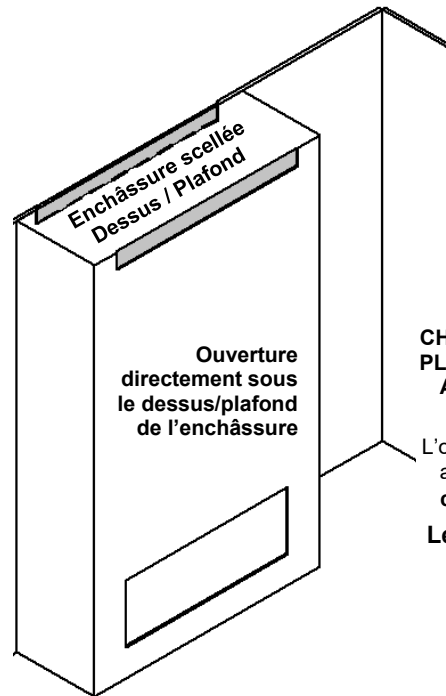 Enchâssure scellée
Dessus / Plafond
Ouverture
directement sous
le dessus/plafond
de l’enchâssure